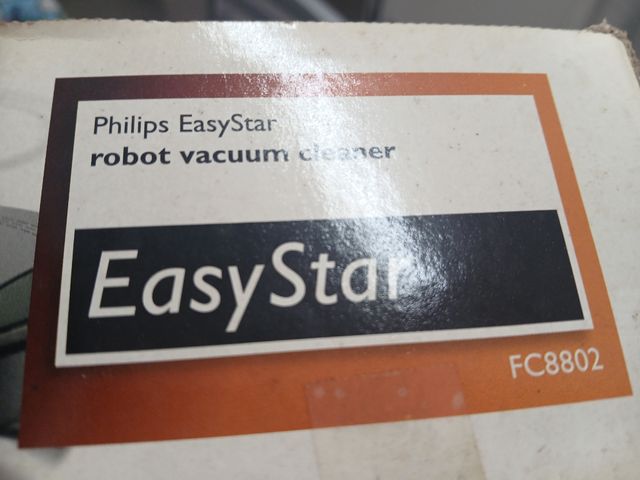 Philips EasyStar
robot vacuum cleaner
EasyStar
FC8802